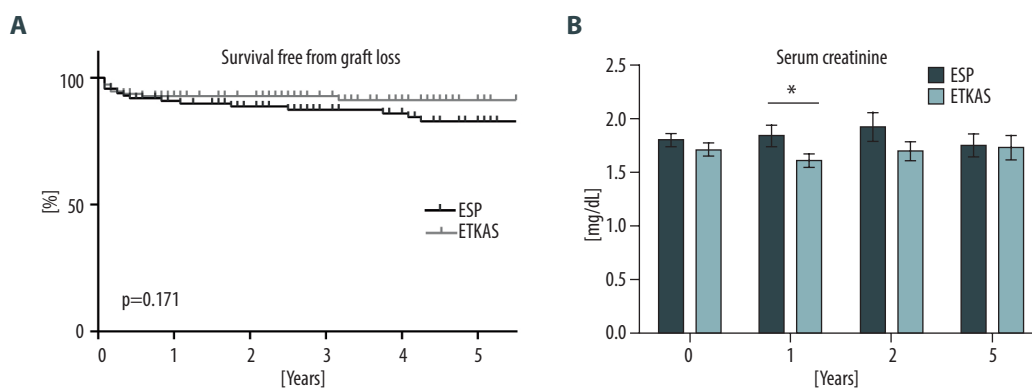 A
Survival free from graft loss
100
50
0
[%]
ESP
ETKAS
p=0.171
0 1 2 3 4 5
[Years]
B
Serum creatinine
2.5
2.0
1.5
1.0
0.5
0.0
[mg/dL]
ESP
ETKAS
*
0 1 2 5
[Years]